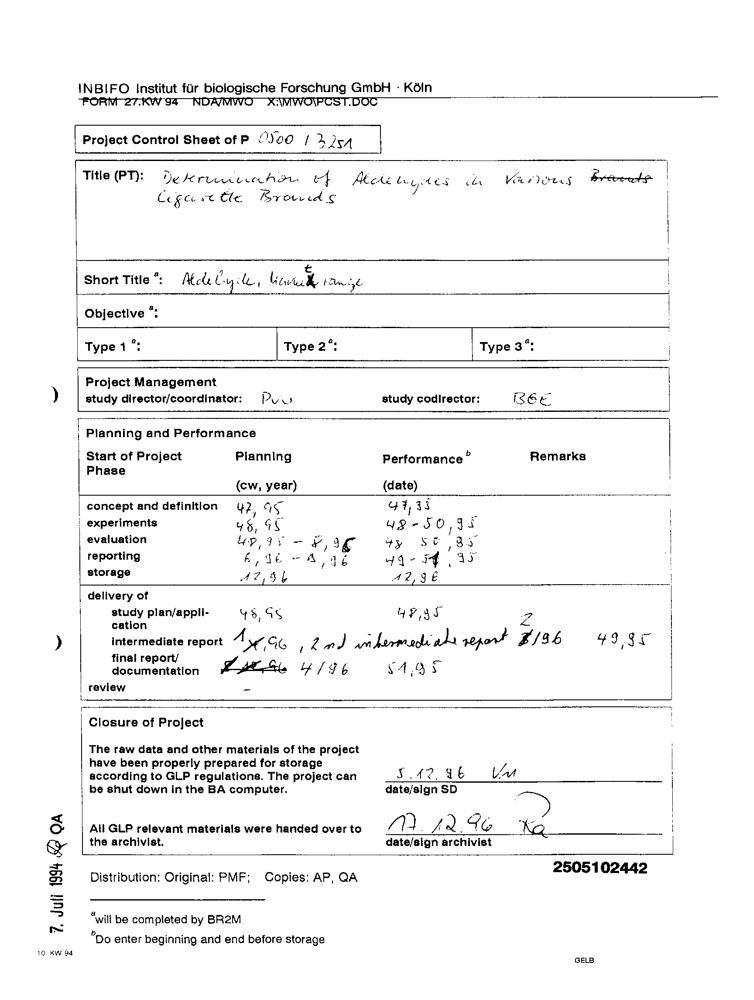 INBIFO Institut für biologische Forschung GmbH · Köln
FORM 27.KW 94 NDA/MWO X:\MWO\PCST.DOC
Project Control Sheet of P 0500 / 3251
Title (PT): Determination of Aldehydes in Various Brands
Cigarette Brands
Short Title a: Aldehyde, limited range
Objective a:
Type 1 a: Type 2 a: Type 3 a:
Project Management
study director/coordinator: study codirector: BGE
Planning and Performance
Start of Project Planning Performance b Remarks
Phase
(cw, year) (date)
concept and definition 47, 95 47, 95
experiments 48, 95 48-50, 95
evaluation 48, 95 - 8, 96 48 50, 95
reporting 6, 96 - 96 49-51, 95
storage 12, 96 12, 96
delivery of
study plan/appli- 48, 95 48, 95
cation
intermediate report 1, 96, 2nd intermediate report 2/96 49, 95
final report/
documentation 4/96 51, 95
review -
Closure of Project
The raw data and other materials of the project
have been properly prepared for storage
according to GLP regulations. The project can 5.12.96
be shut down in the BA computer. date/sign SD
All GLP relevant materials were handed over to 17.12.96
the archivist. date/sign archivist
2505102442
Distribution: Original: PMF; Copies: AP, QA
a will be completed by BR2M
b Do enter beginning and end before storage
7. Juli 1994 QA
10 KW 94
GELB